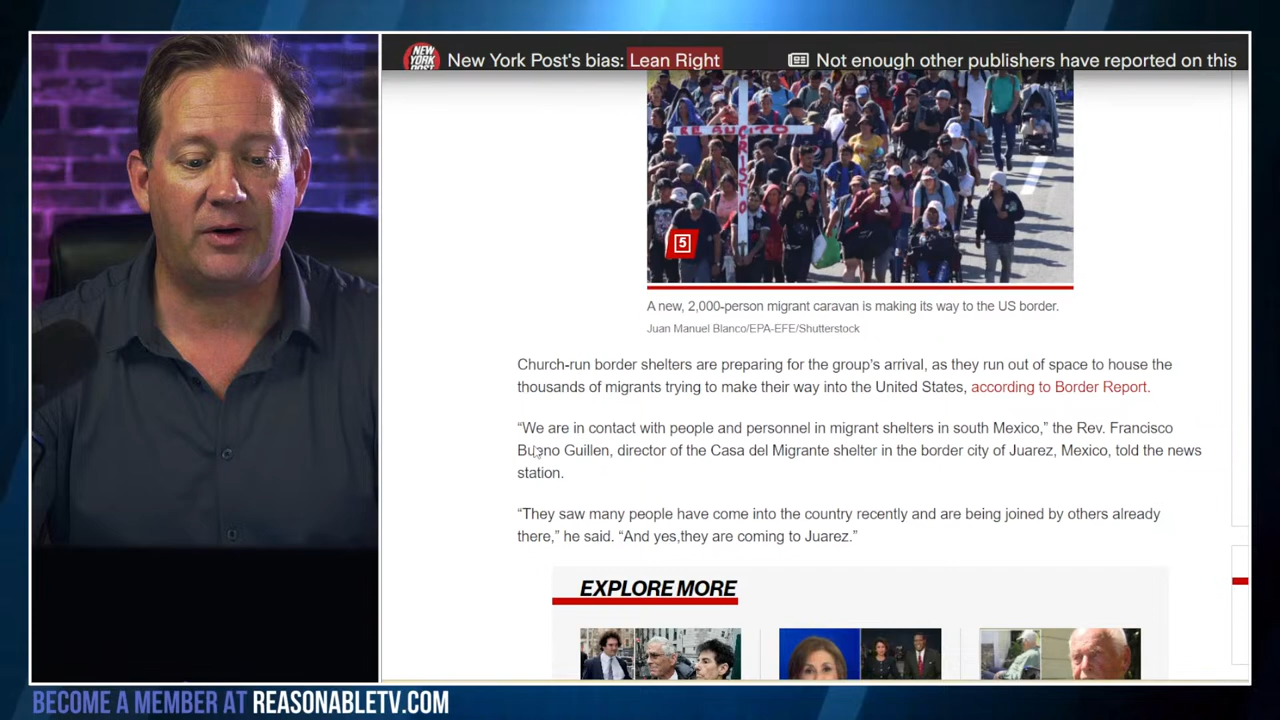 NEW YORK POST
New York Post's bias: Lean Right
Not enough other publishers have reported on this
CRISTO
5
A new, 2,000-person migrant caravan is making its way to the US border.
Juan Manuel Blanco/EPA-EFE/Shutterstock
Church-run border shelters are preparing for the group's arrival, as they run out of space to house the
thousands of migrants trying to make their way into the United States, according to Border Report.
“We are in contact with people and personnel in migrant shelters in south Mexico,” the Rev. Francisco
Bueno Guillen, director of the Casa del Migrante shelter in the border city of Juarez, Mexico, told the news
station.
“They saw many people have come into the country recently and are being joined by others already
there,” he said. “And yes,they are coming to Juarez.”
EXPLORE MORE
BECOME A MEMBER AT REASONABLETV.COM